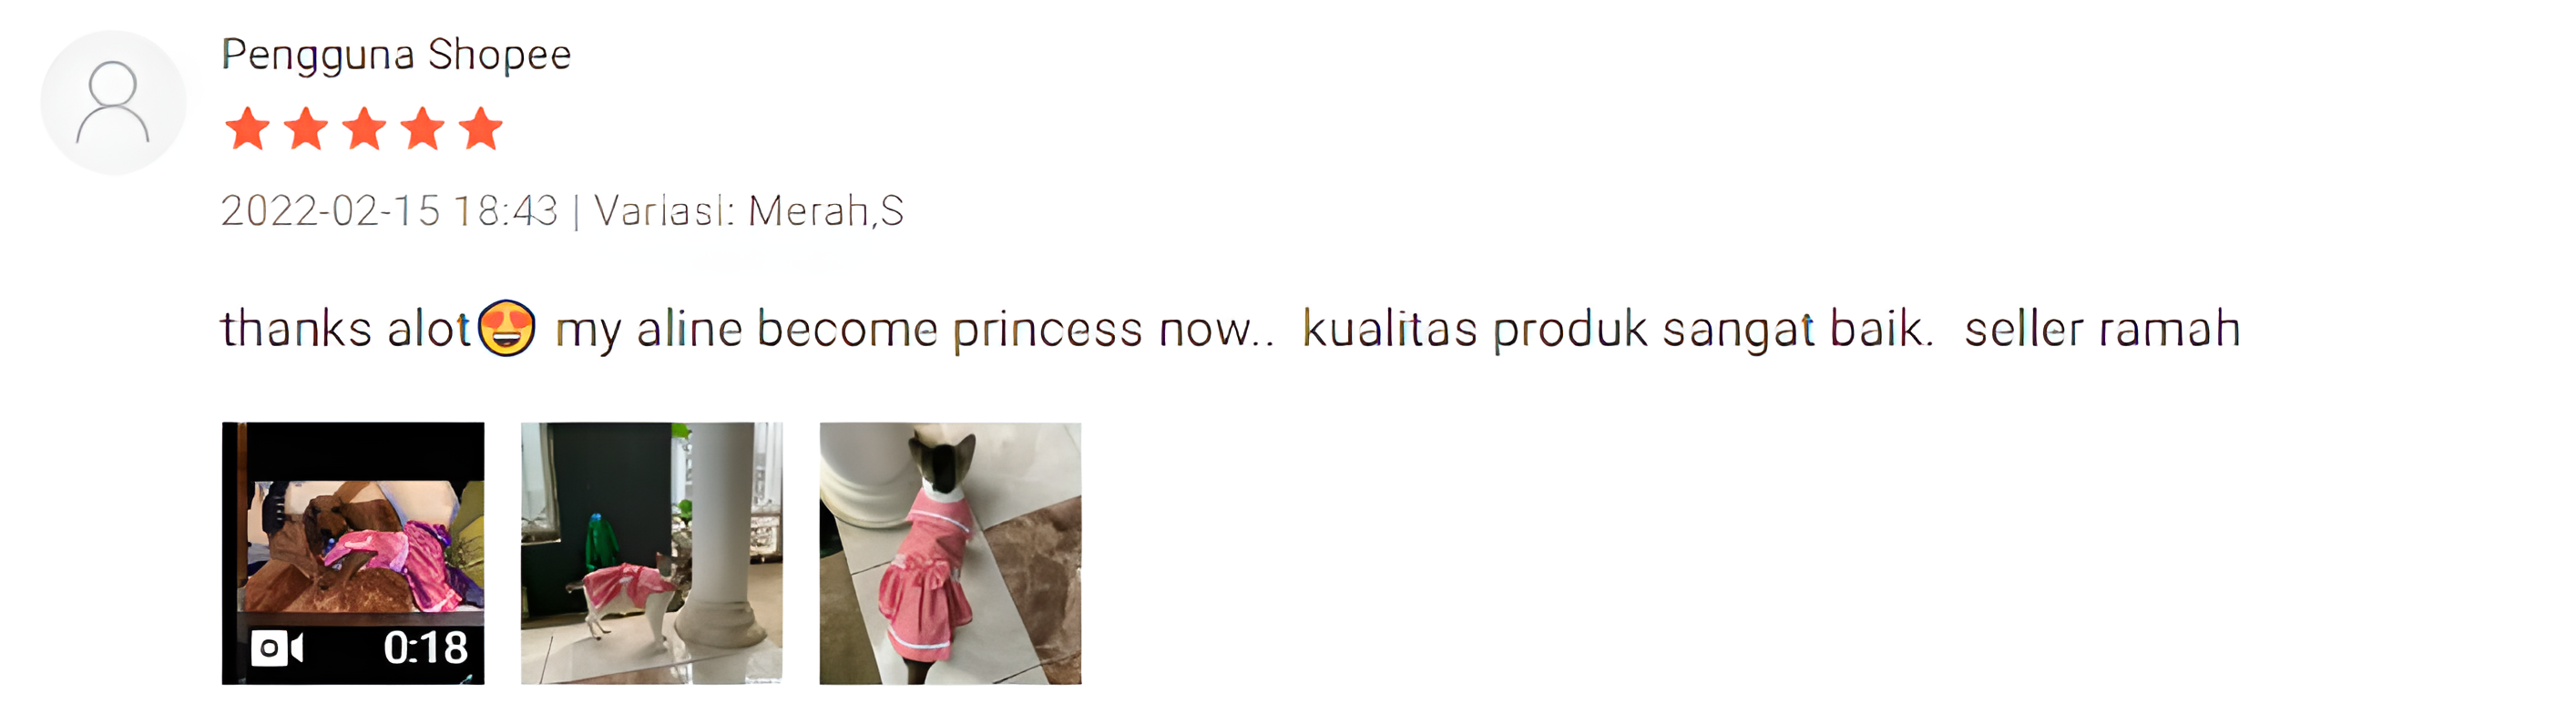 Pengguna Shopee
2022-02-15 18:43 | Variasi: Merah,S
thanks alot😍 my aline become princess now..  kualitas produk sangat baik.  seller ramah
0:18